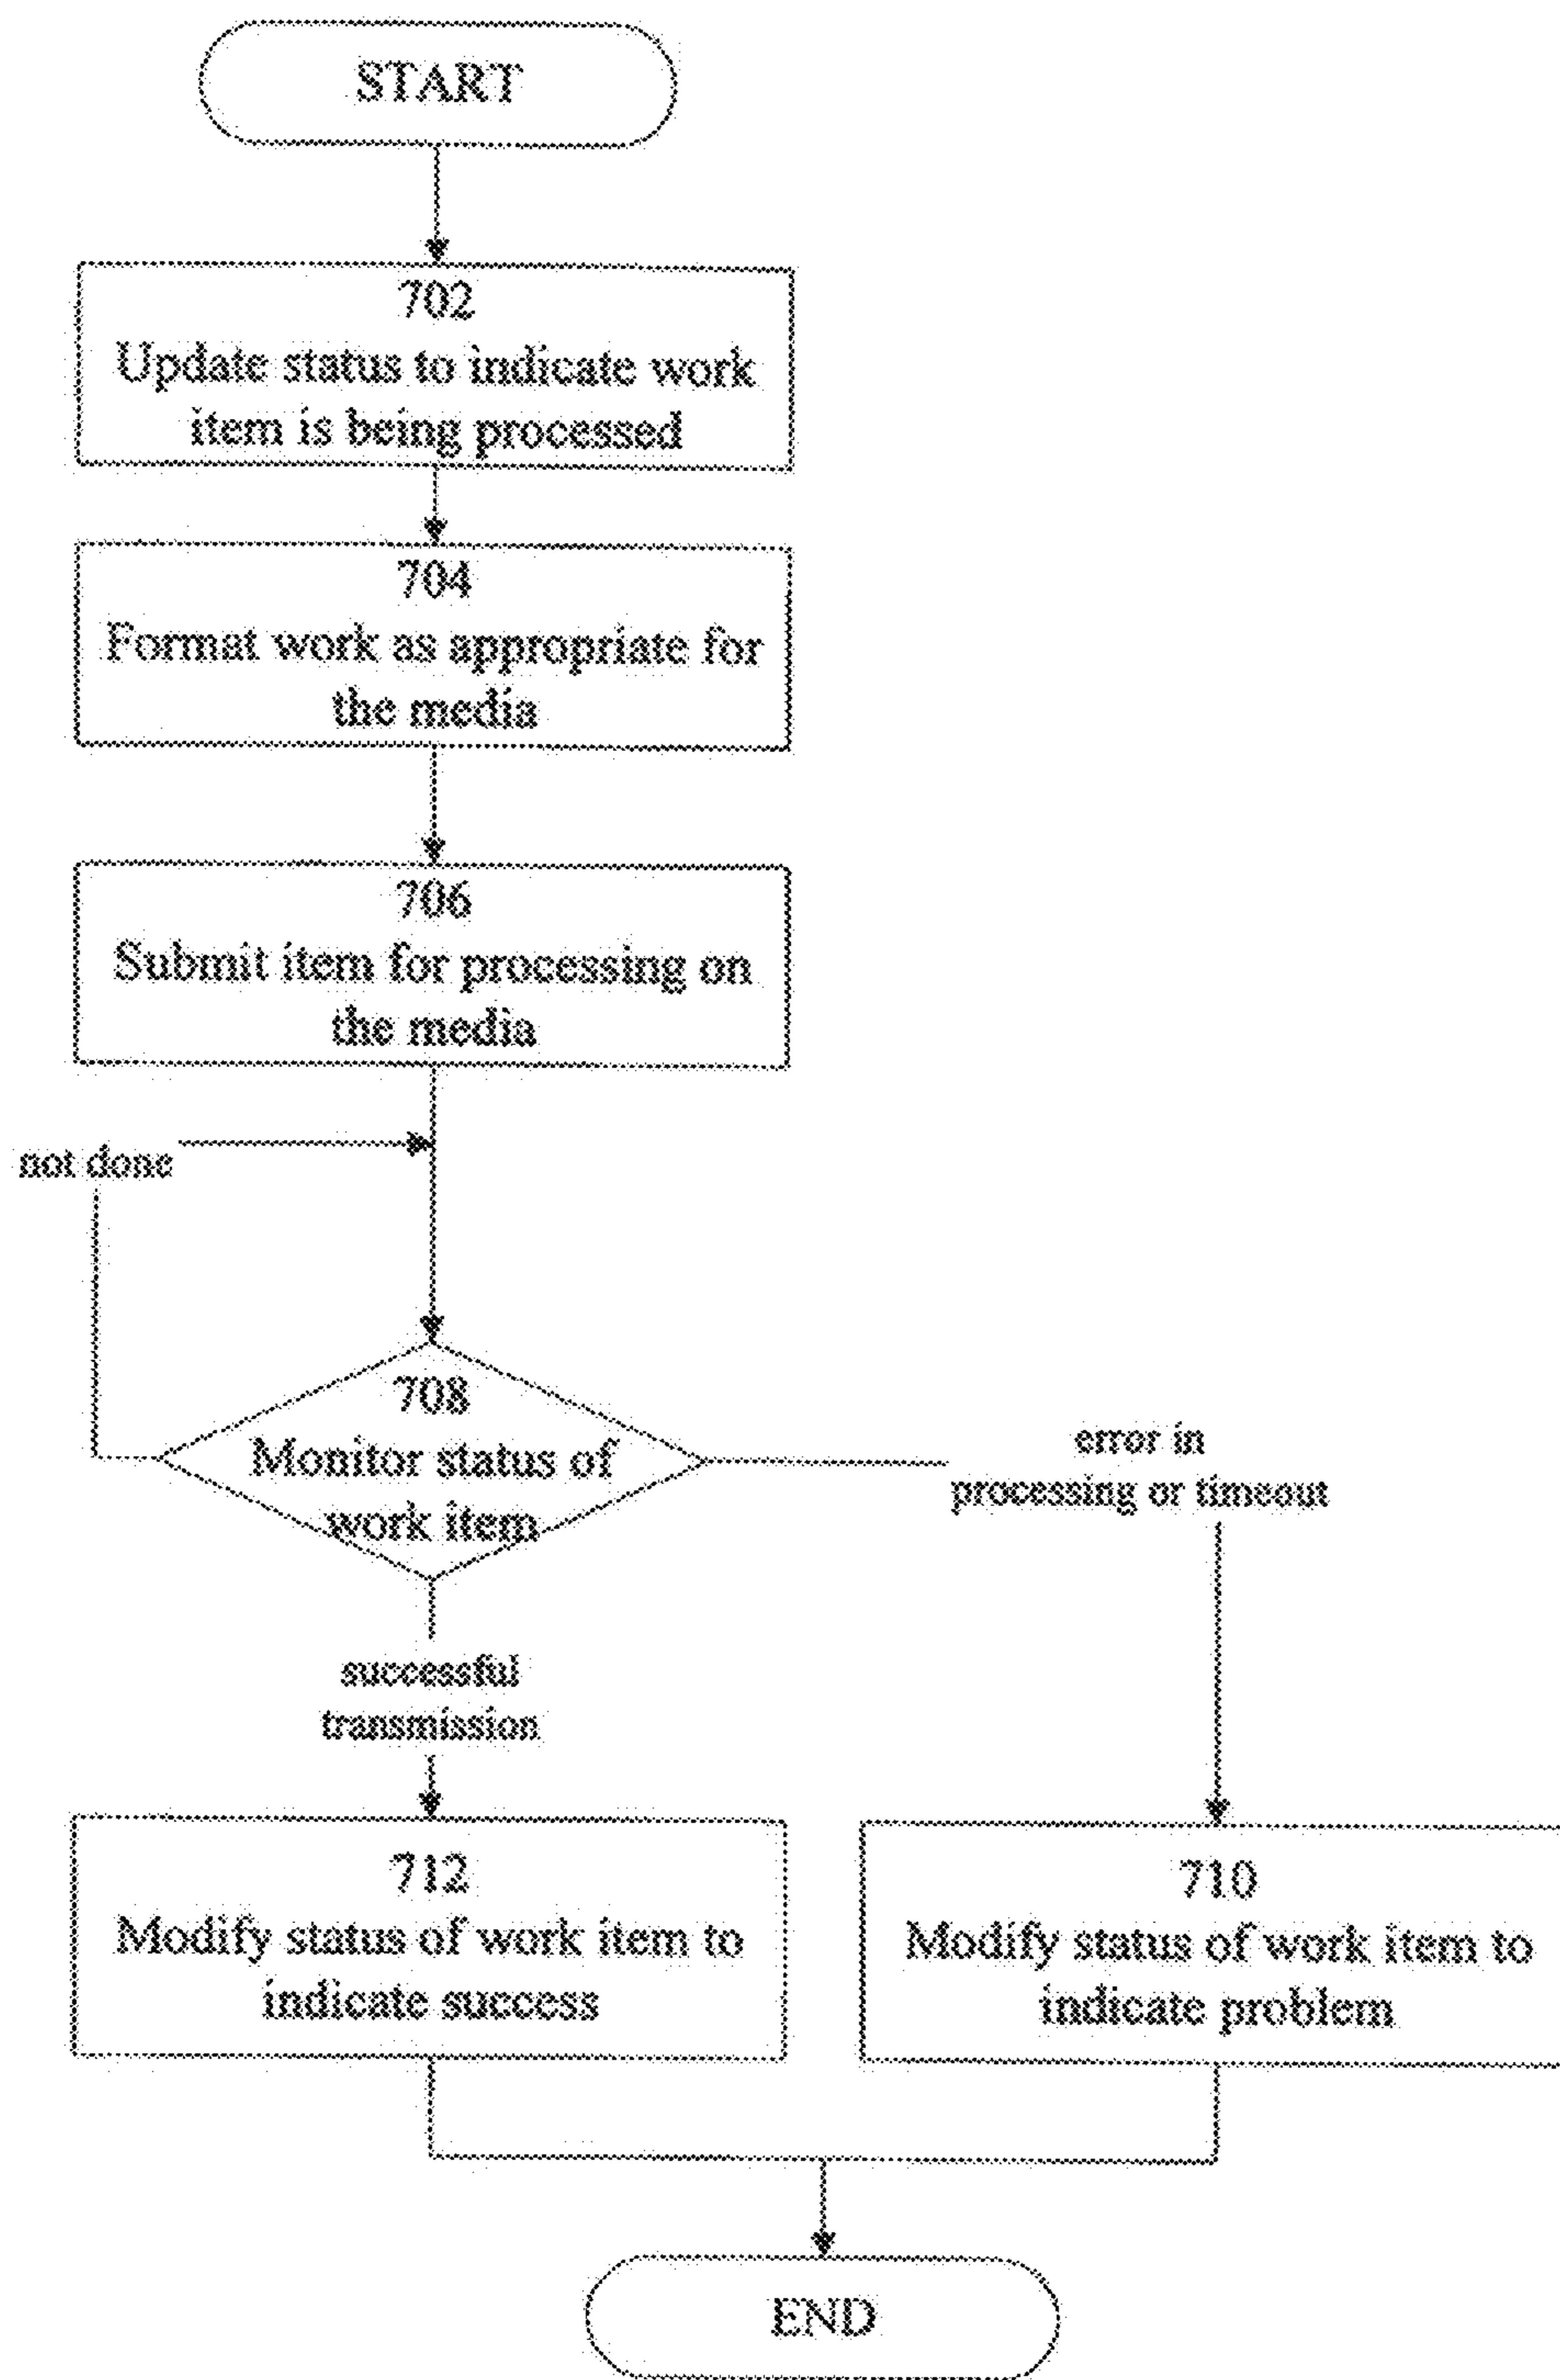 START
702
Update status to indicate work
item is being processed
704
Format work as appropriate for
the media
706
Submit item for processing on
the media
not done
708
Monitor status of
work item
error in
processing or timeout
successful
transmission
712
Modify status of work item to
indicate success
710
Modify status of work item to
indicate problem
END